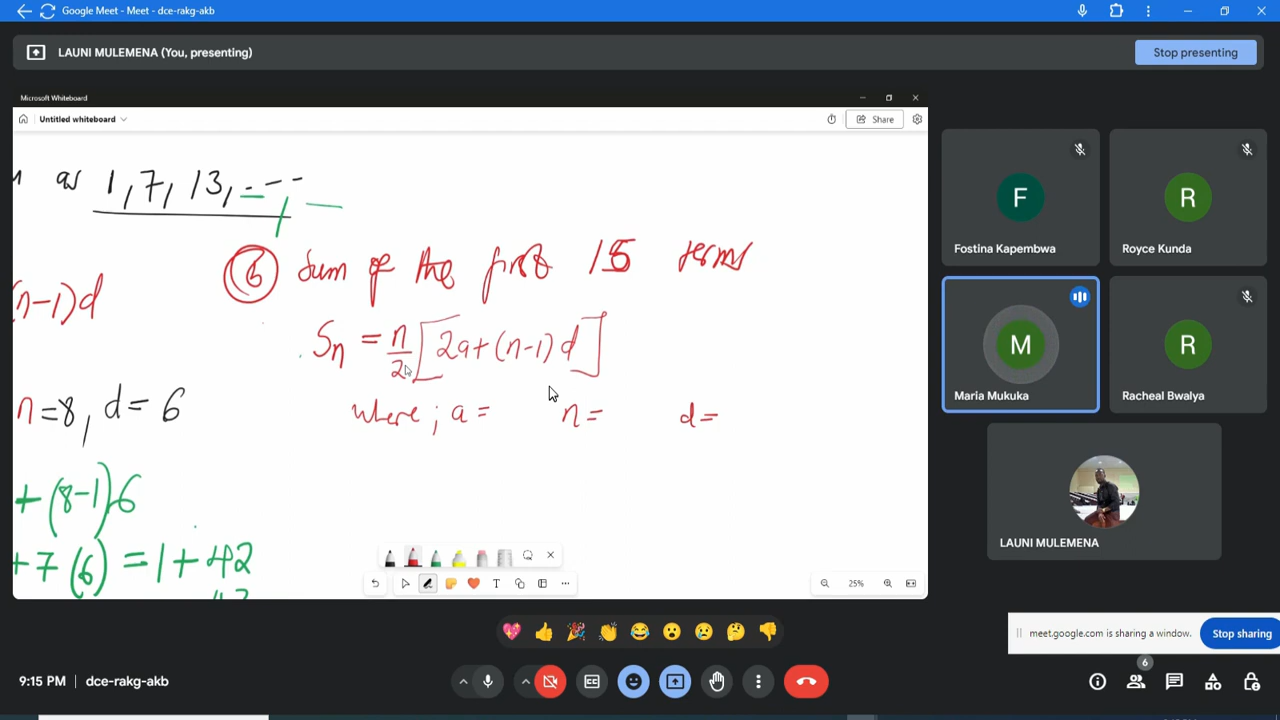 Google Meet - Meet - dce-rakg-akb
LAUNI MULEMENA (You, presenting)
Stop presenting
Microsoft Whiteboard
Untitled whiteboard
Share
as 1, 7, 13, ---
⑥ Sum of the first 15 terms
(n-1)d
Sn = n/2 [2a + (n-1)d]
n=8, d= 6
where; a= n= d=
+ (8-1)6
+7 (6) = 1 + 42
25%
Fostina Kapembwa
Royce Kunda
Maria Mukuka
Racheal Bwalya
LAUNI MULEMENA
F
R
M
R
meet.google.com is sharing a window.
Stop sharing
9:15 PM
dce-rakg-akb
6